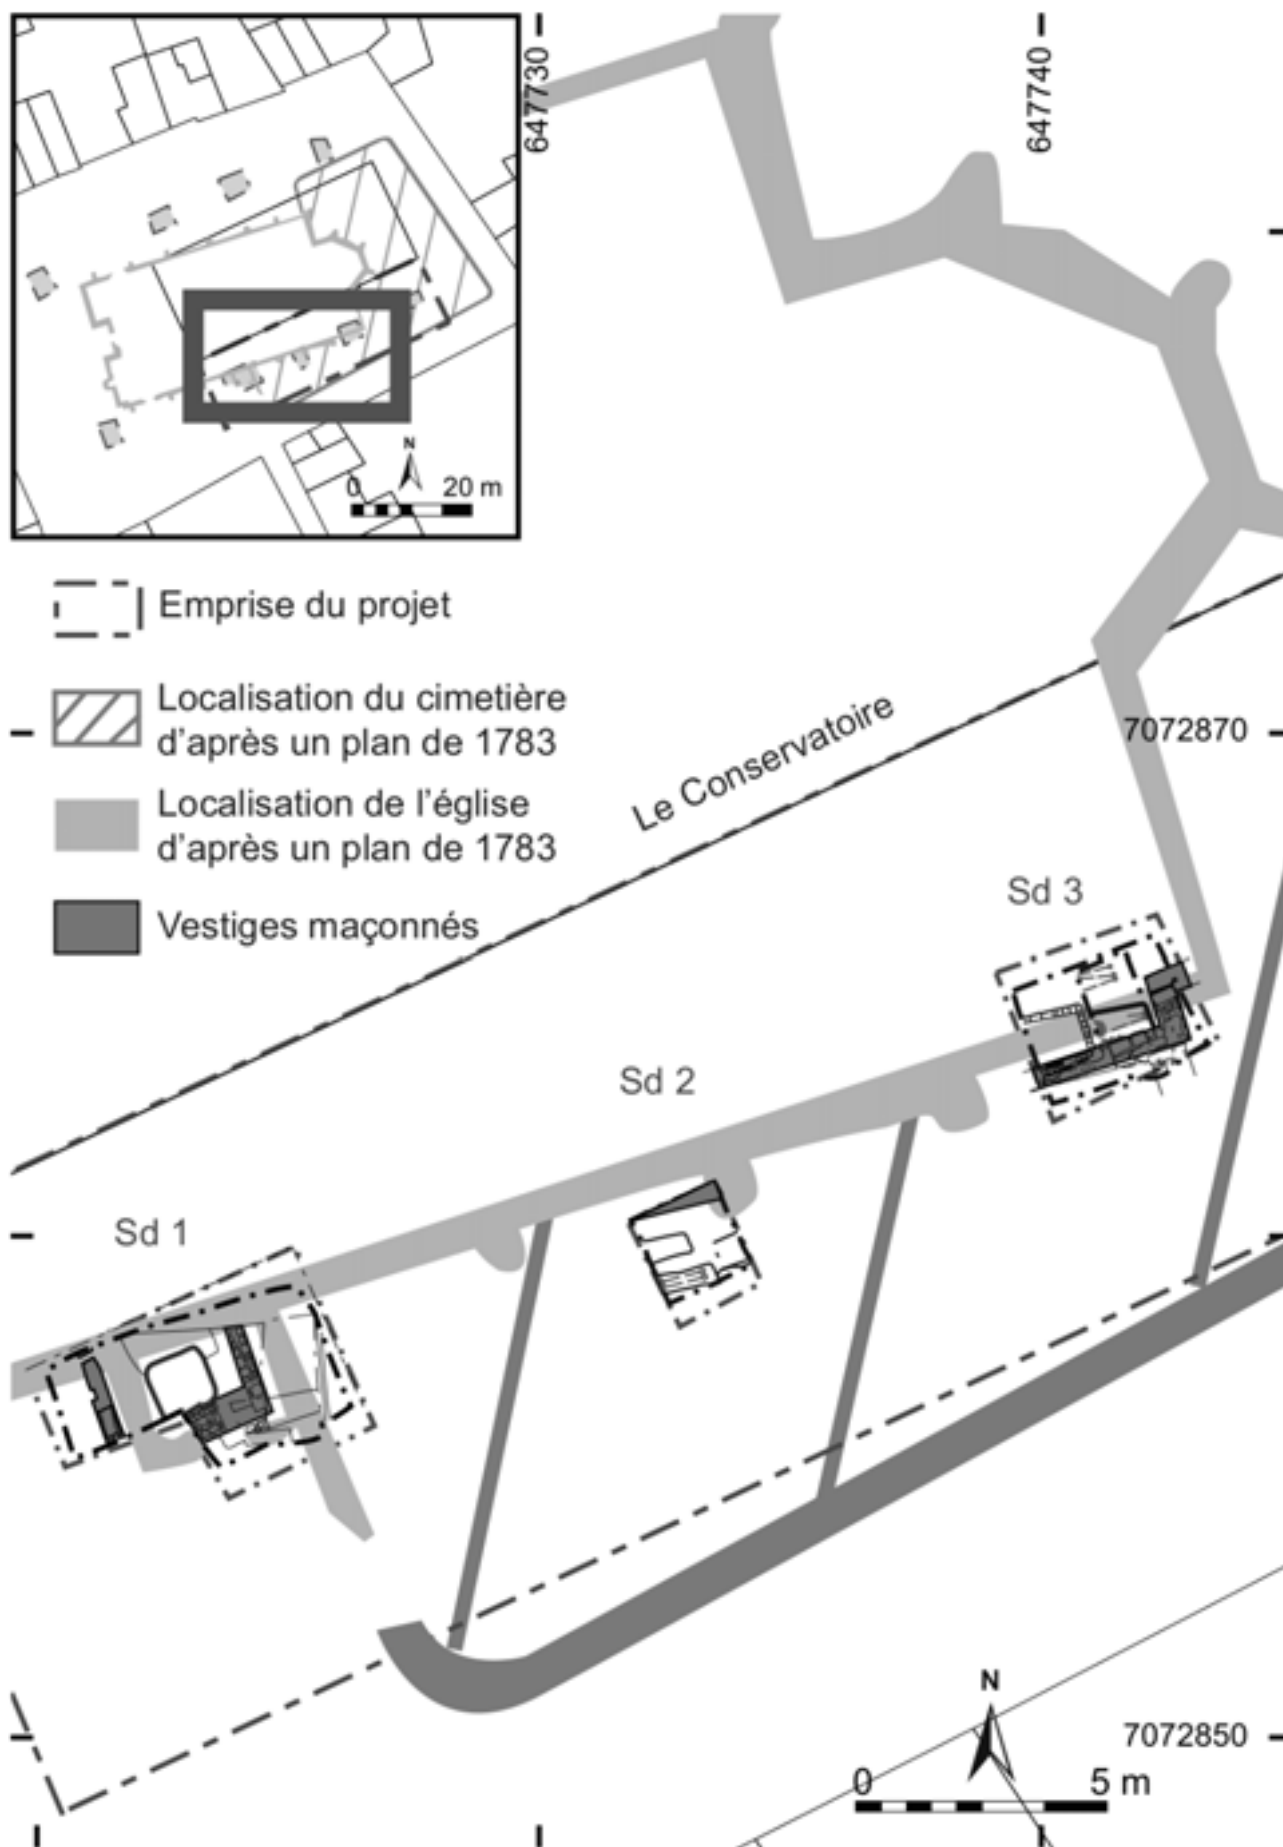 647730
647740
N
0 20 m
Emprise du projet
Localisation du cimetière
d'après un plan de 1783
Localisation de l'église
d'après un plan de 1783
Vestiges maçonnés
Le Conservatoire
7072870
Sd 3
Sd 2
Sd 1
N
7072850
0 5 m